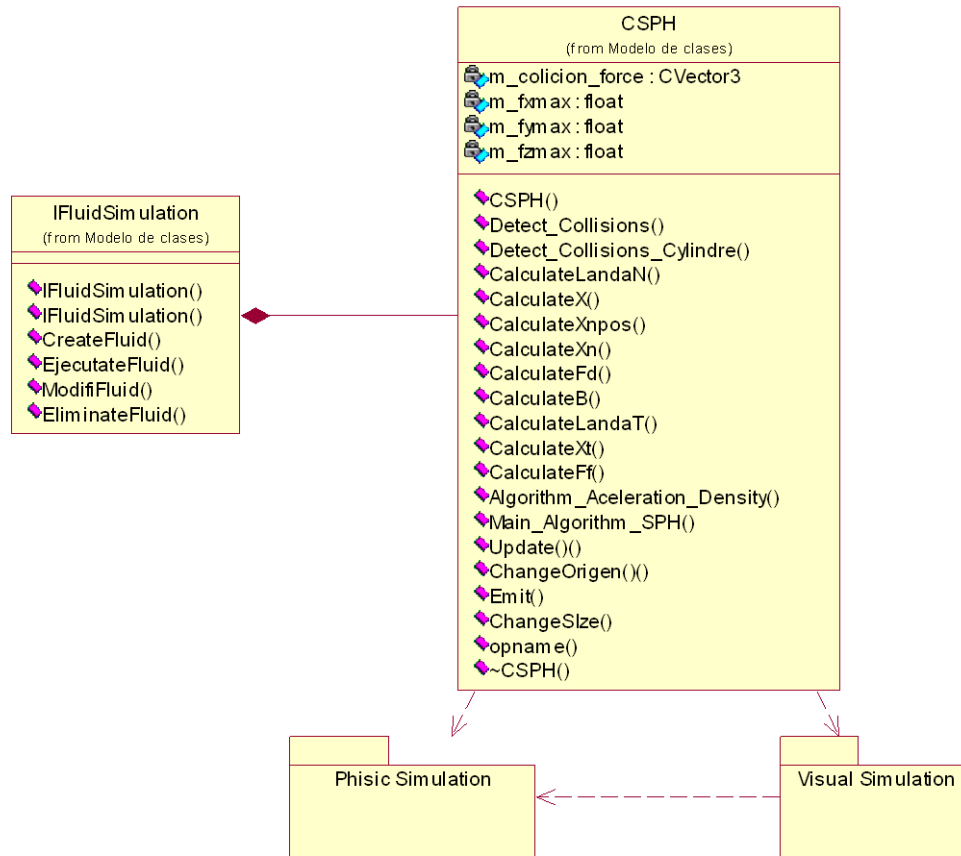 CSPH
(from Modelo de clases)
m_colicion_force : CVector3
m_fxmax : float
m_fymax : float
m_fzmax : float
CSPH()
Detect_Collisions()
Detect_Collisions_Cylindre()
CalculateLandaN()
CalculateX()
CalculateXnpos()
CalculateXn()
CalculateFd()
CalculateB()
CalculateLandaT()
CalculateXt()
CalculateFf()
Algorithm_Aceleration_Density()
Main_Algorithm_SPH()
Update()()
ChangeOrigen()()
Emit()
ChangeSIze()
opname()
~CSPH()
IFluidSimulation
(from Modelo de clases)
IFluidSimulation()
IFluidSimulation()
CreateFluid()
EjecutateFluid()
ModifiFluid()
EliminateFluid()
Phisic Simulation
Visual Simulation